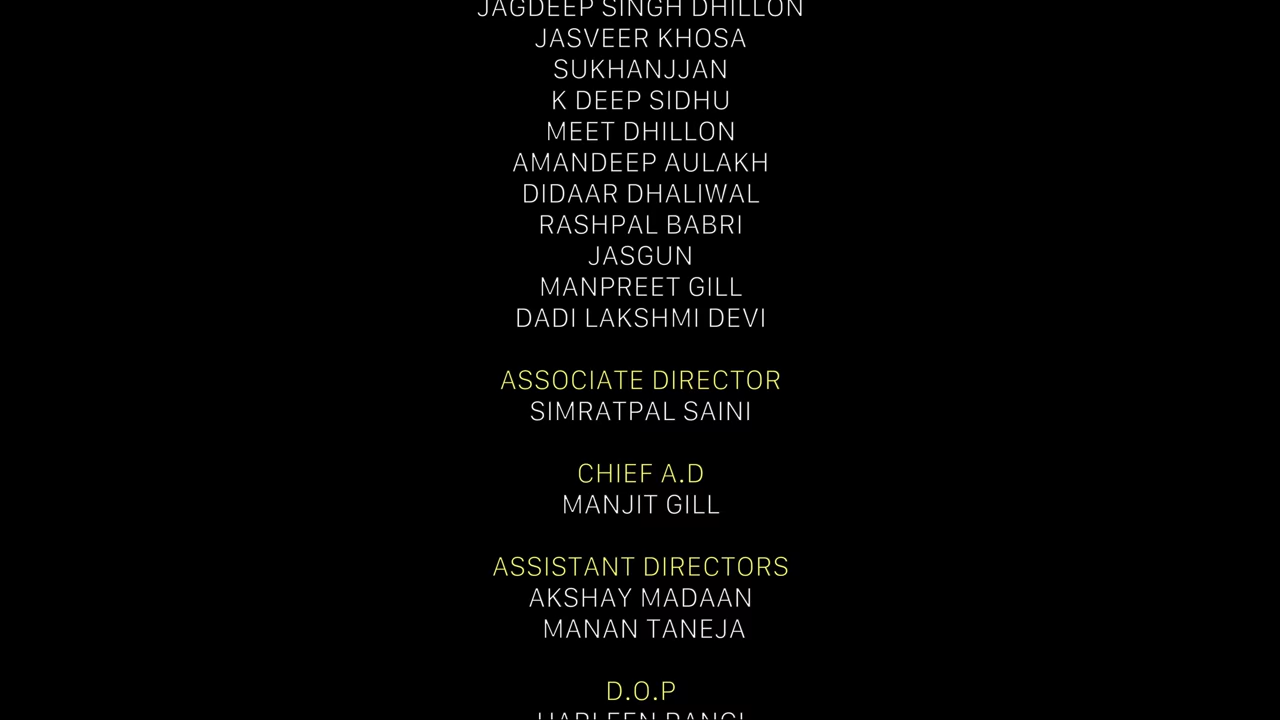 JAGDEEP SINGH DHILLON
JASVEER KHOSA
SUKHANJJAN
K DEEP SIDHU
MEET DHILLON
AMANDEEP AULAKH
DIDAAR DHALIWAL
RASHPAL BABRI
JASGUN
MANPREET GILL
DADI LAKSHMI DEVI
ASSOCIATE DIRECTOR
SIMRATPAL SAINI
CHIEF A.D
MANJIT GILL
ASSISTANT DIRECTORS
AKSHAY MADAAN
MANAN TANEJA
D.O.P